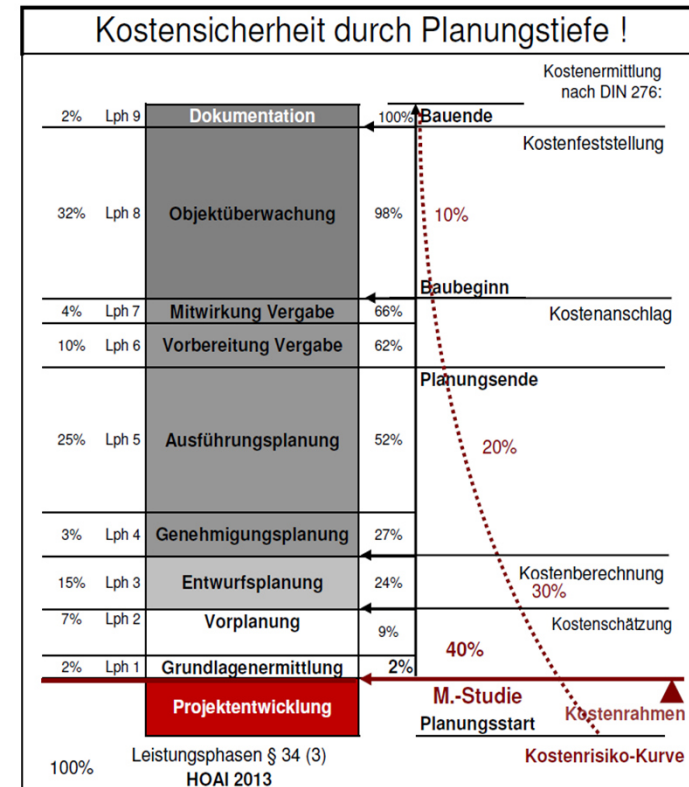 Kostensicherheit durch Planungstiefe !
Kostenermittlung
nach DIN 276:
2% Lph 9 Dokumentation 100% Bauende
Kostenfeststellung
32% Lph 8 Objektüberwachung 98% 10%
Baubeginn
4% Lph 7 Mitwirkung Vergabe 66% Kostenanschlag
10% Lph 6 Vorbereitung Vergabe 62%
Planungsende
25% Lph 5 Ausführungsplanung 52% 20%
3% Lph 4 Genehmigungsplanung 27%
Kostenberechnung
15% Lph 3 Entwurfsplanung 24% 30%
7% Lph 2 Vorplanung 9% Kostenschätzung
40%
2% Lph 1 Grundlagenermittlung 2%
M.-Studie
Projektentwicklung Kostenrahmen
Planungsstart
Leistungsphasen § 34 (3) Kostenrisiko-Kurve
100%
HOAI 2013